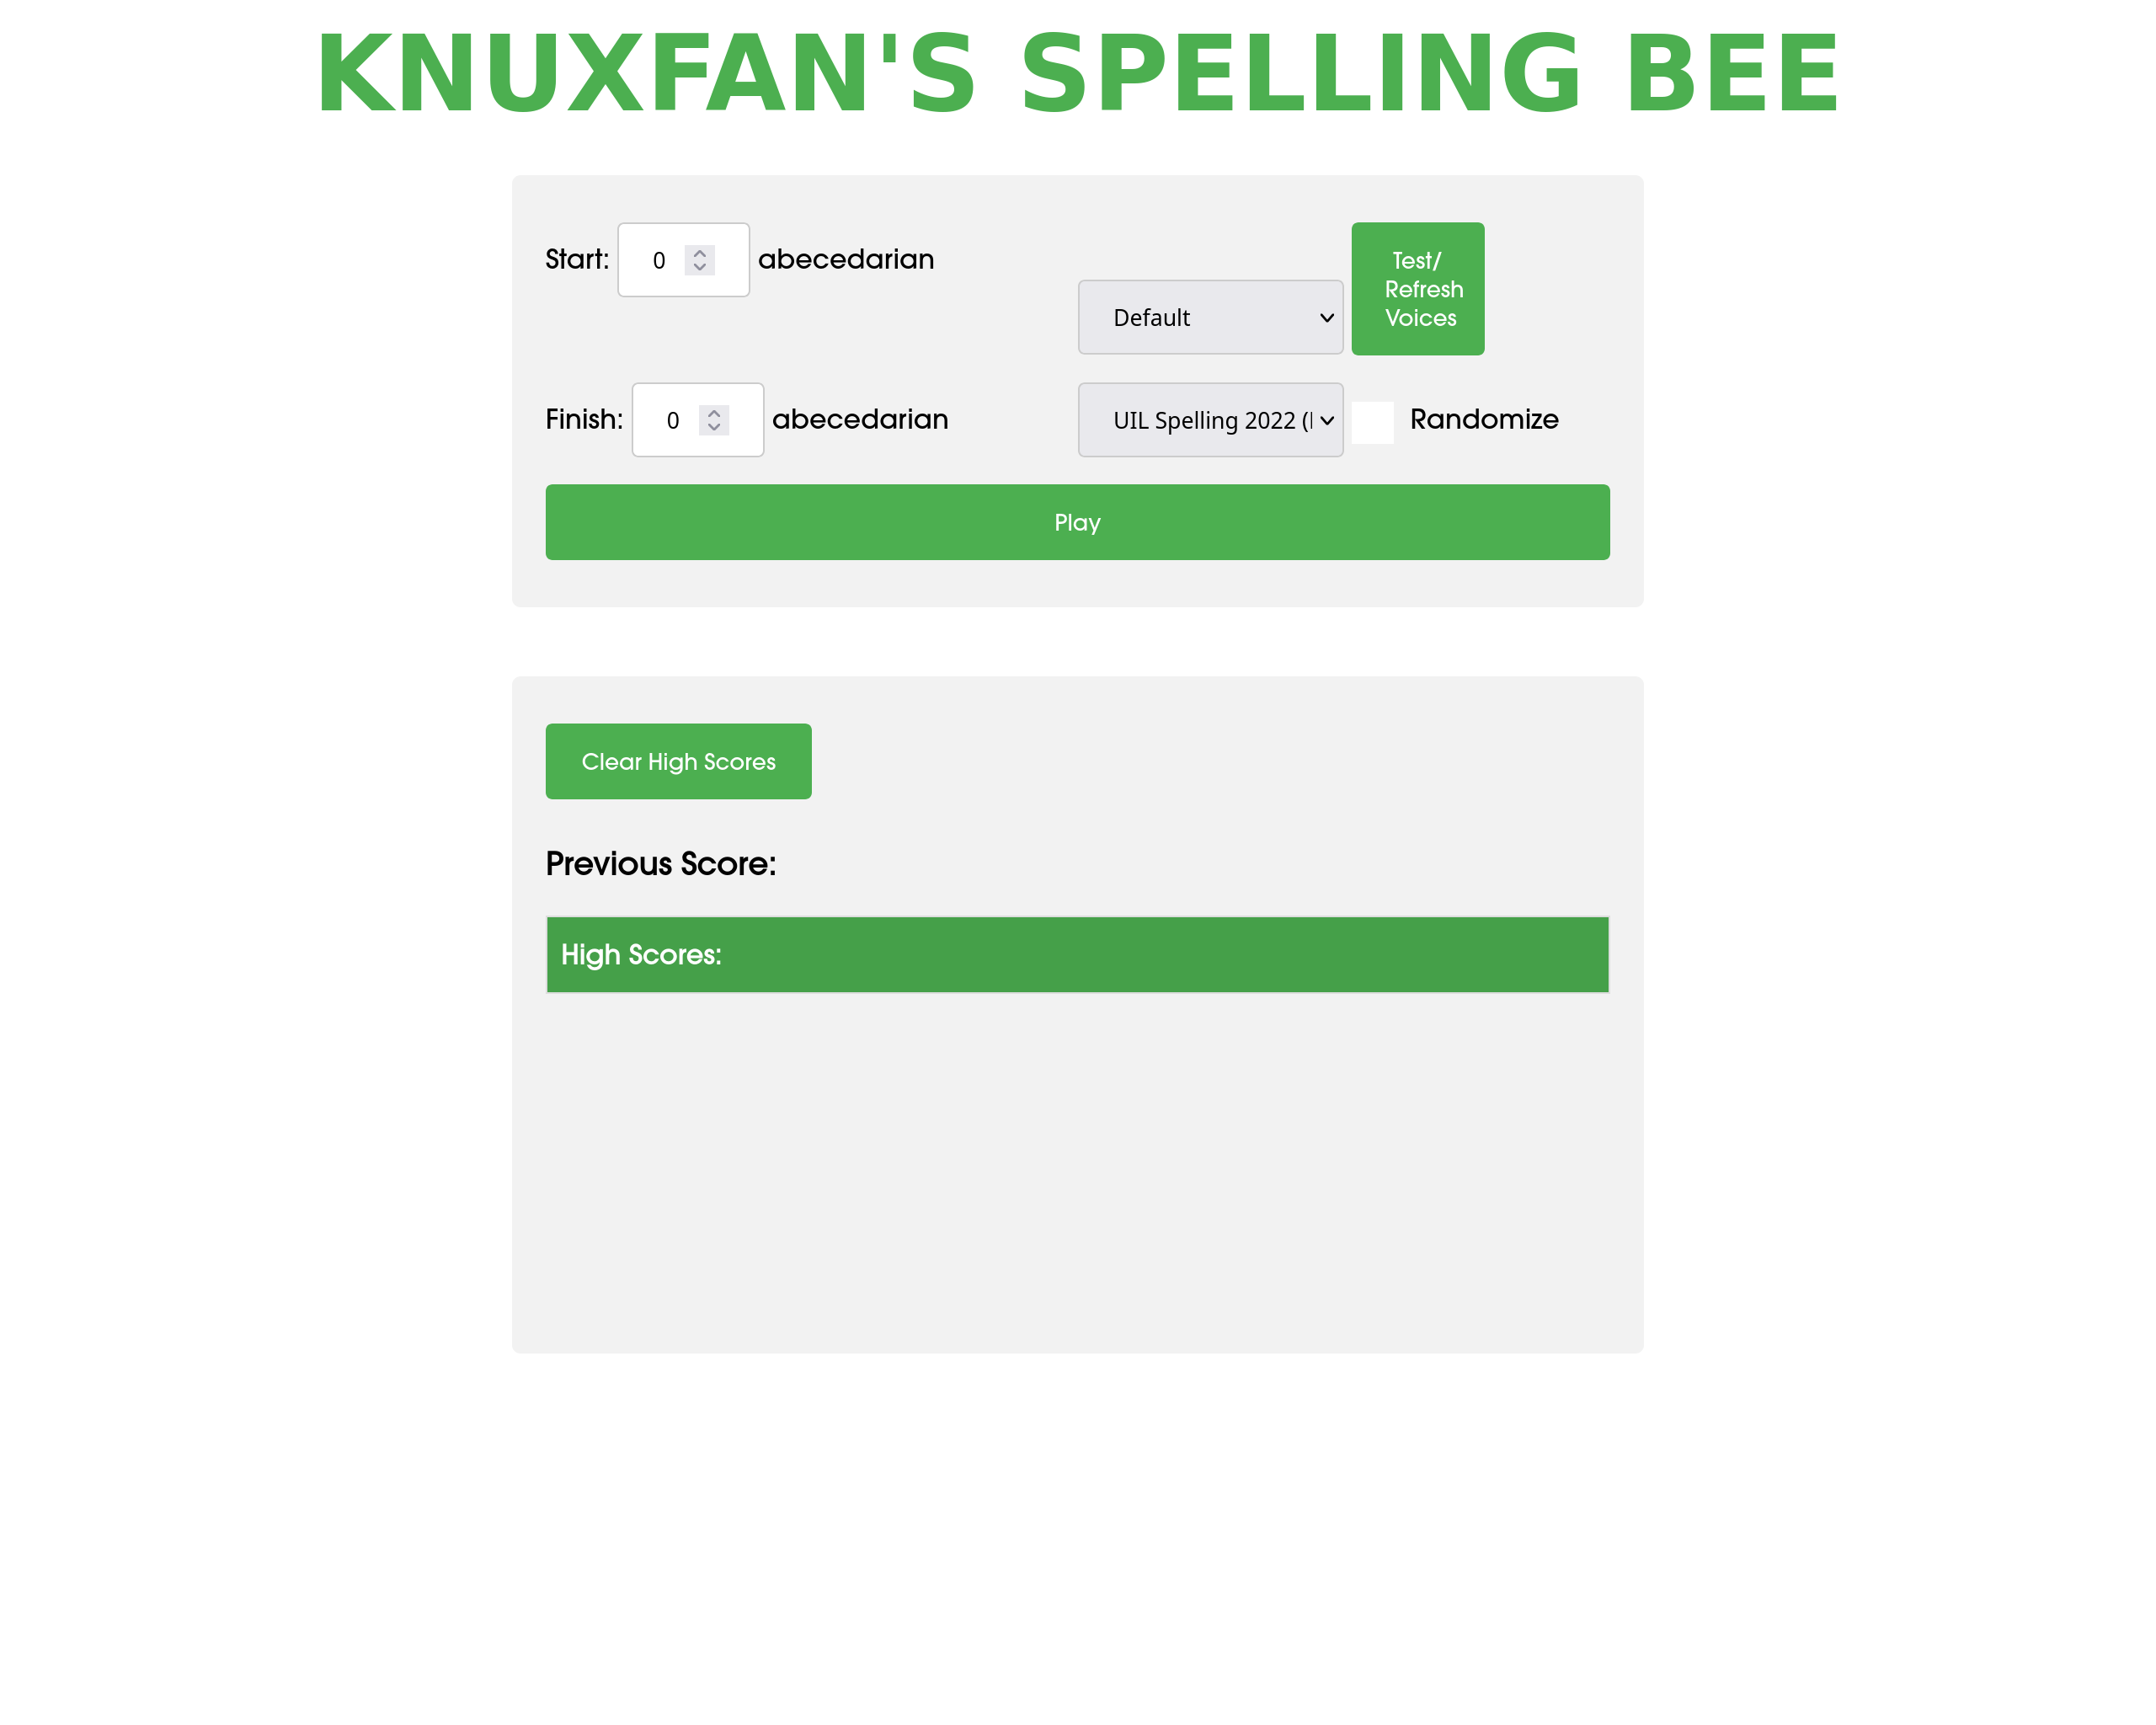 KNUXFAN'S SPELLING BEE
Start: 0 abecedarian
Default
Test/
Refresh
Voices
Finish: 0 abecedarian
UIL Spelling 2022 (
Randomize
Play
Clear High Scores
Previous Score:
High Scores: